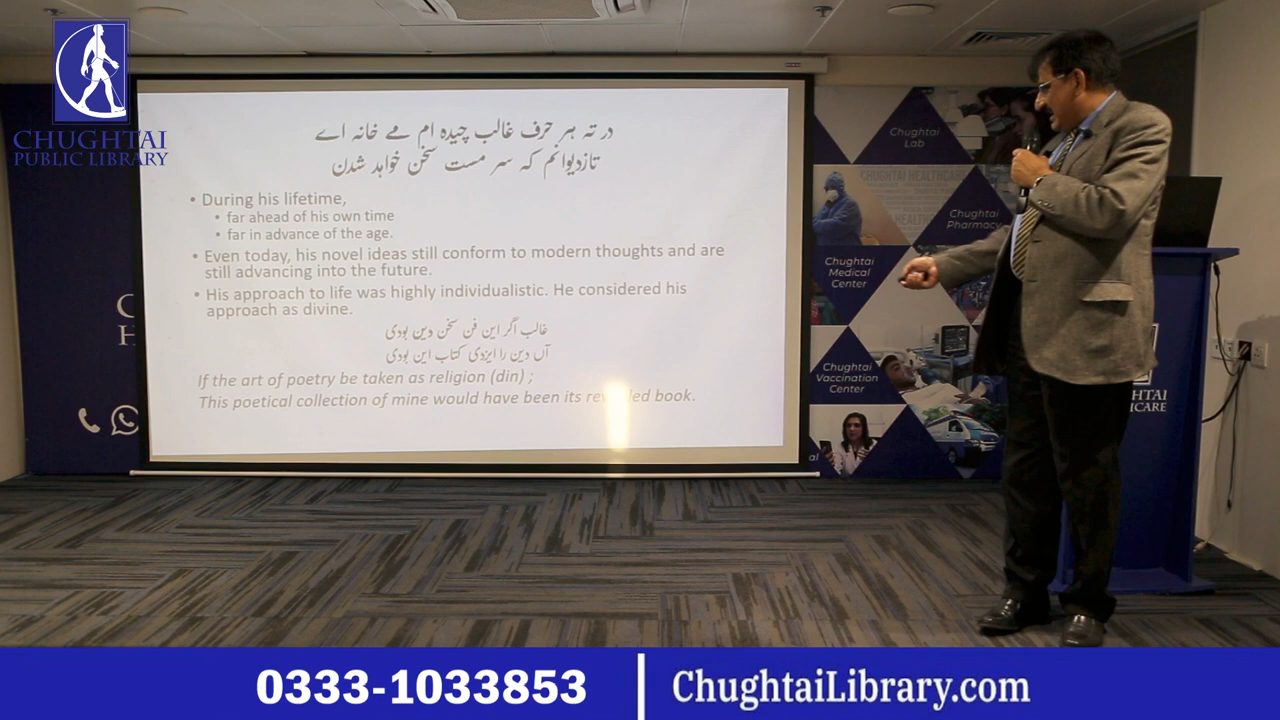 CHUGHTAI
PUBLIC LIBRARY
در تہ ہر حرف غالب چیدہ ام مے خانہ اے
تازدیوانم کہ سر مست سخن خواہد شدن
• During his lifetime,
• far ahead of his own time
• far in advance of the age.
• Even today, his novel ideas still conform to modern thoughts and are
still advancing into the future.
• His approach to life was highly individualistic. He considered his
approach as divine.
غالب اگر این فن سخن دین بودی
آں دین را ایزدی کتاب این بودی
If the art of poetry be taken as religion (din) ;
This poetical collection of mine would have been its revealed book.
Chughtai
Lab
CHUGHTAI HEALTHCARE
Chughtai
Pharmacy
Chughtai
Medical
Center
Chughtai
Vaccination
Center
0333-1033853
ChughtaiLibrary.com